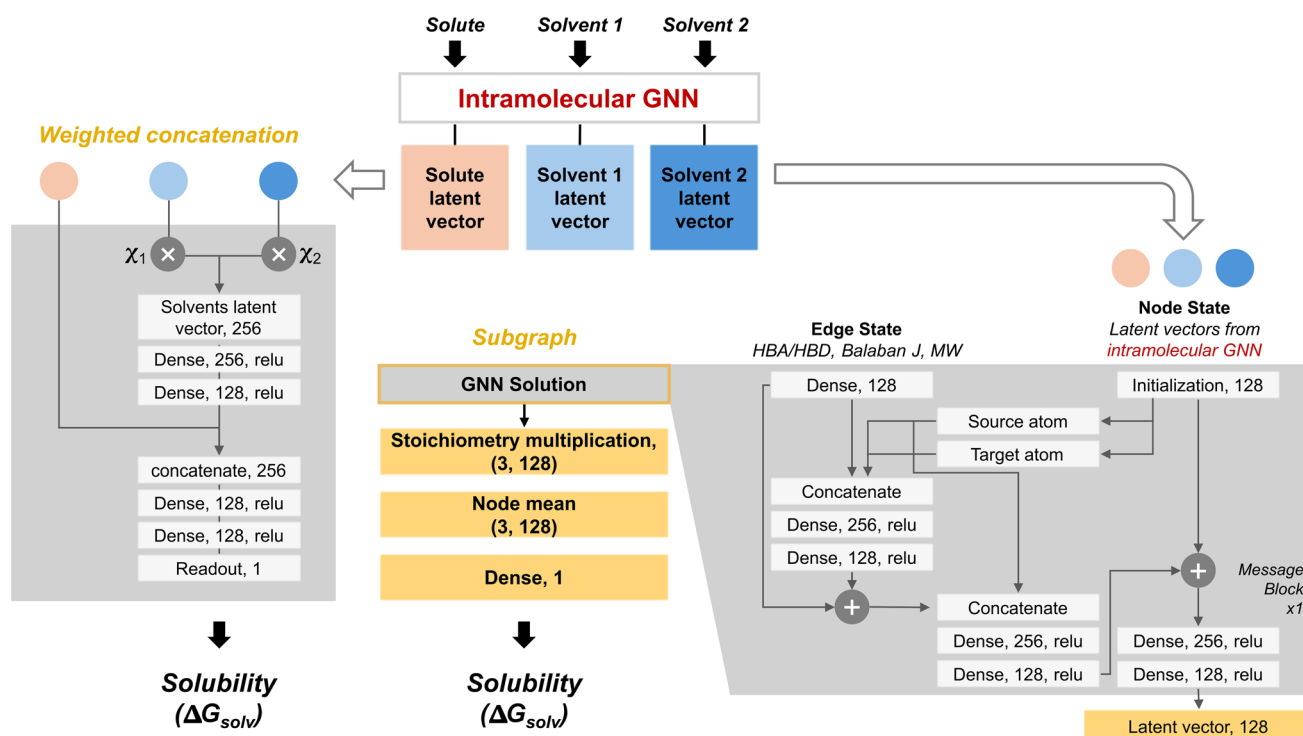 Solute
Solvent 1
Solvent 2
Intramolecular GNN
Solute
latent
vector
Solvent 1
latent
vector
Solvent 2
latent
vector
Weighted concatenation
χ1
χ2
Solvents latent
vector, 256
Dense, 256, relu
Dense, 128, relu
concatenate, 256
Dense, 128, relu
Dense, 128, relu
Readout, 1
Solubility
(ΔGsolv)
Subgraph
GNN Solution
Stoichiometry multiplication,
(3, 128)
Node mean
(3, 128)
Dense, 1
Solubility
(ΔGsolv)
Edge State
HBA/HBD, Balaban J, MW
Node State
Latent vectors from
intramolecular GNN
Dense, 128
Initialization, 128
Source atom
Target atom
Concatenate
Dense, 256, relu
Dense, 128, relu
+
Concatenate
Dense, 256, relu
Dense, 128, relu
+
Message
Block
x1
Dense, 256, relu
Dense, 128, relu
Latent vector, 128